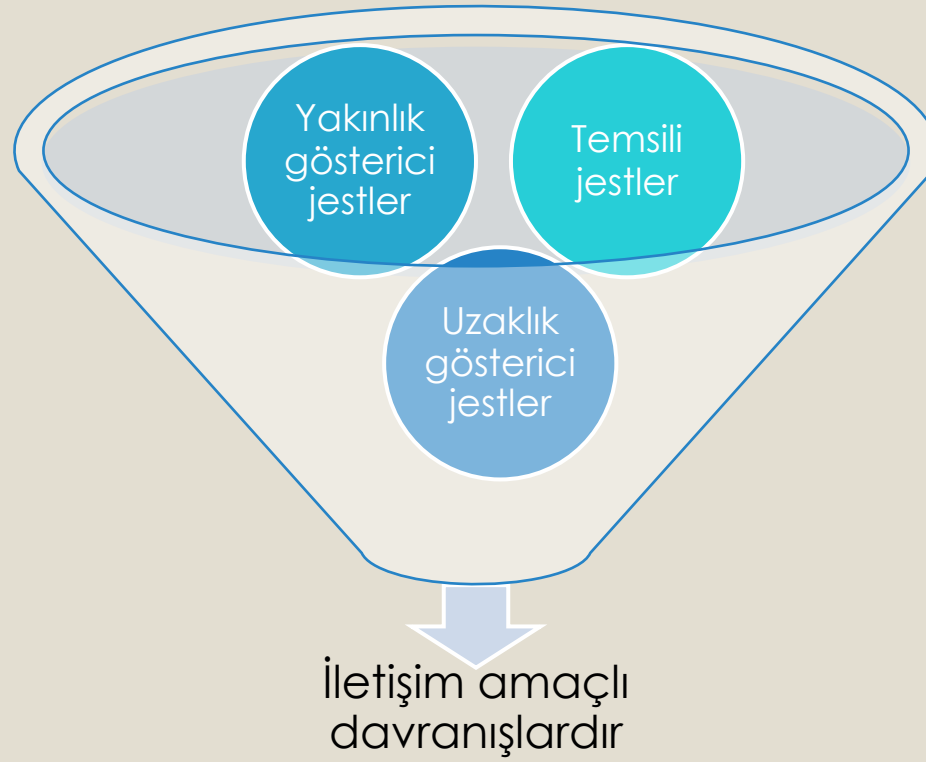 Yakınlık
gösterici
jestler
Temsili
jestler
Uzaklık
gösterici
jestler
İletişim amaçlı
davranışlardır